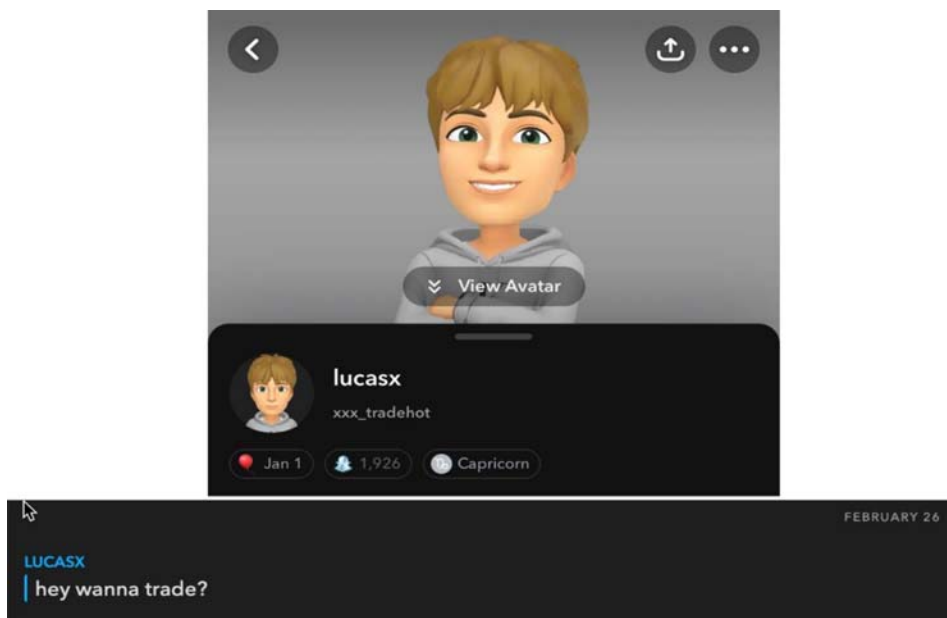 View Avatar
lucasx
xxx_tradehot
Jan 1
1,926
Capricorn
FEBRUARY 26
LUCASX
hey wanna trade?